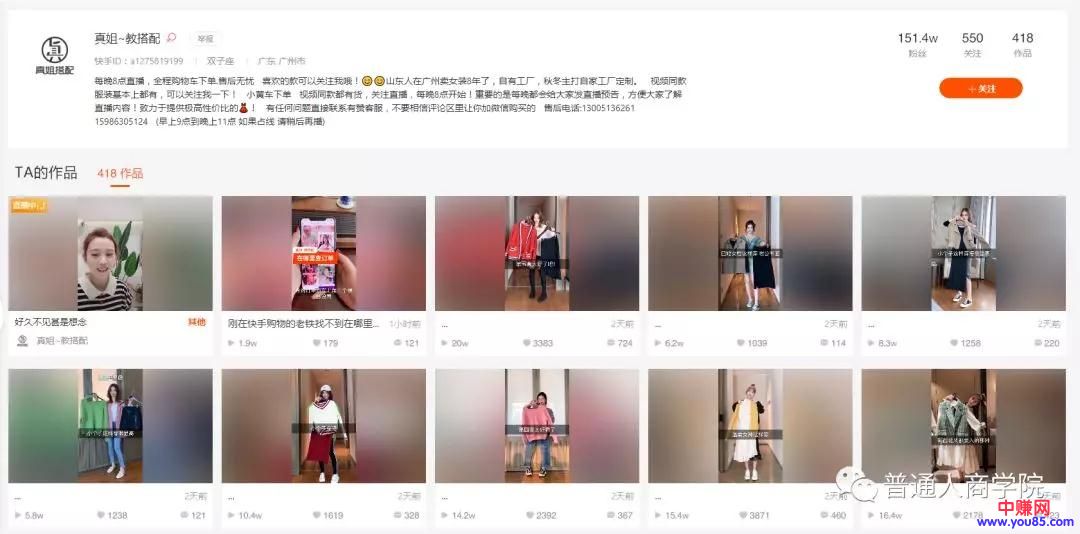 真姐~教搭配 举报
151.4w 550 418
粉丝 关注 作品
真姐搭配
快手ID：a1275819199 双子座 广东 广州市
每晚8点直播，全程购物车下单.售后无忧 喜欢的款可以关注我哦！😊😊山东人在广州卖女装8年了，自有工厂，秋冬主打自家工厂定制。 视频同款
服装基本上都有，可以关注我一下！ 小黄车下单 视频同款都有货，关注直播，每晚8点开始！重要的是每晚都会给大家发直播预告，方便大家了解
直播内容！致力于提供极高性价比的👗！ 有任何问题直接联系有赞客服，不要相信评论区里让你加微信购买的 售后电话:13051136261
15986305124 (早上9点到晚上11点 如果占线 请稍后再播)
＋关注
TA的作品 418 作品
直播中
在哪里查订单
好久不见甚是想念 其他
真姐~教搭配
刚在快手购物的老铁找不到在哪里... 1小时前
1.9w 179 121
... 2天前
20w 3383 724
... 2天前
6.2w 1039 114
... 2天前
8.3w 1258 220
... 2天前
5.8w 1238 121
... 2天前
10.4w 1619 328
... 2天前
14.2w 2392 367
... 2天前
15.4w 3871 460
... 2天前
16.4w 2178
普通人商学院
中赚网
www.you85.com